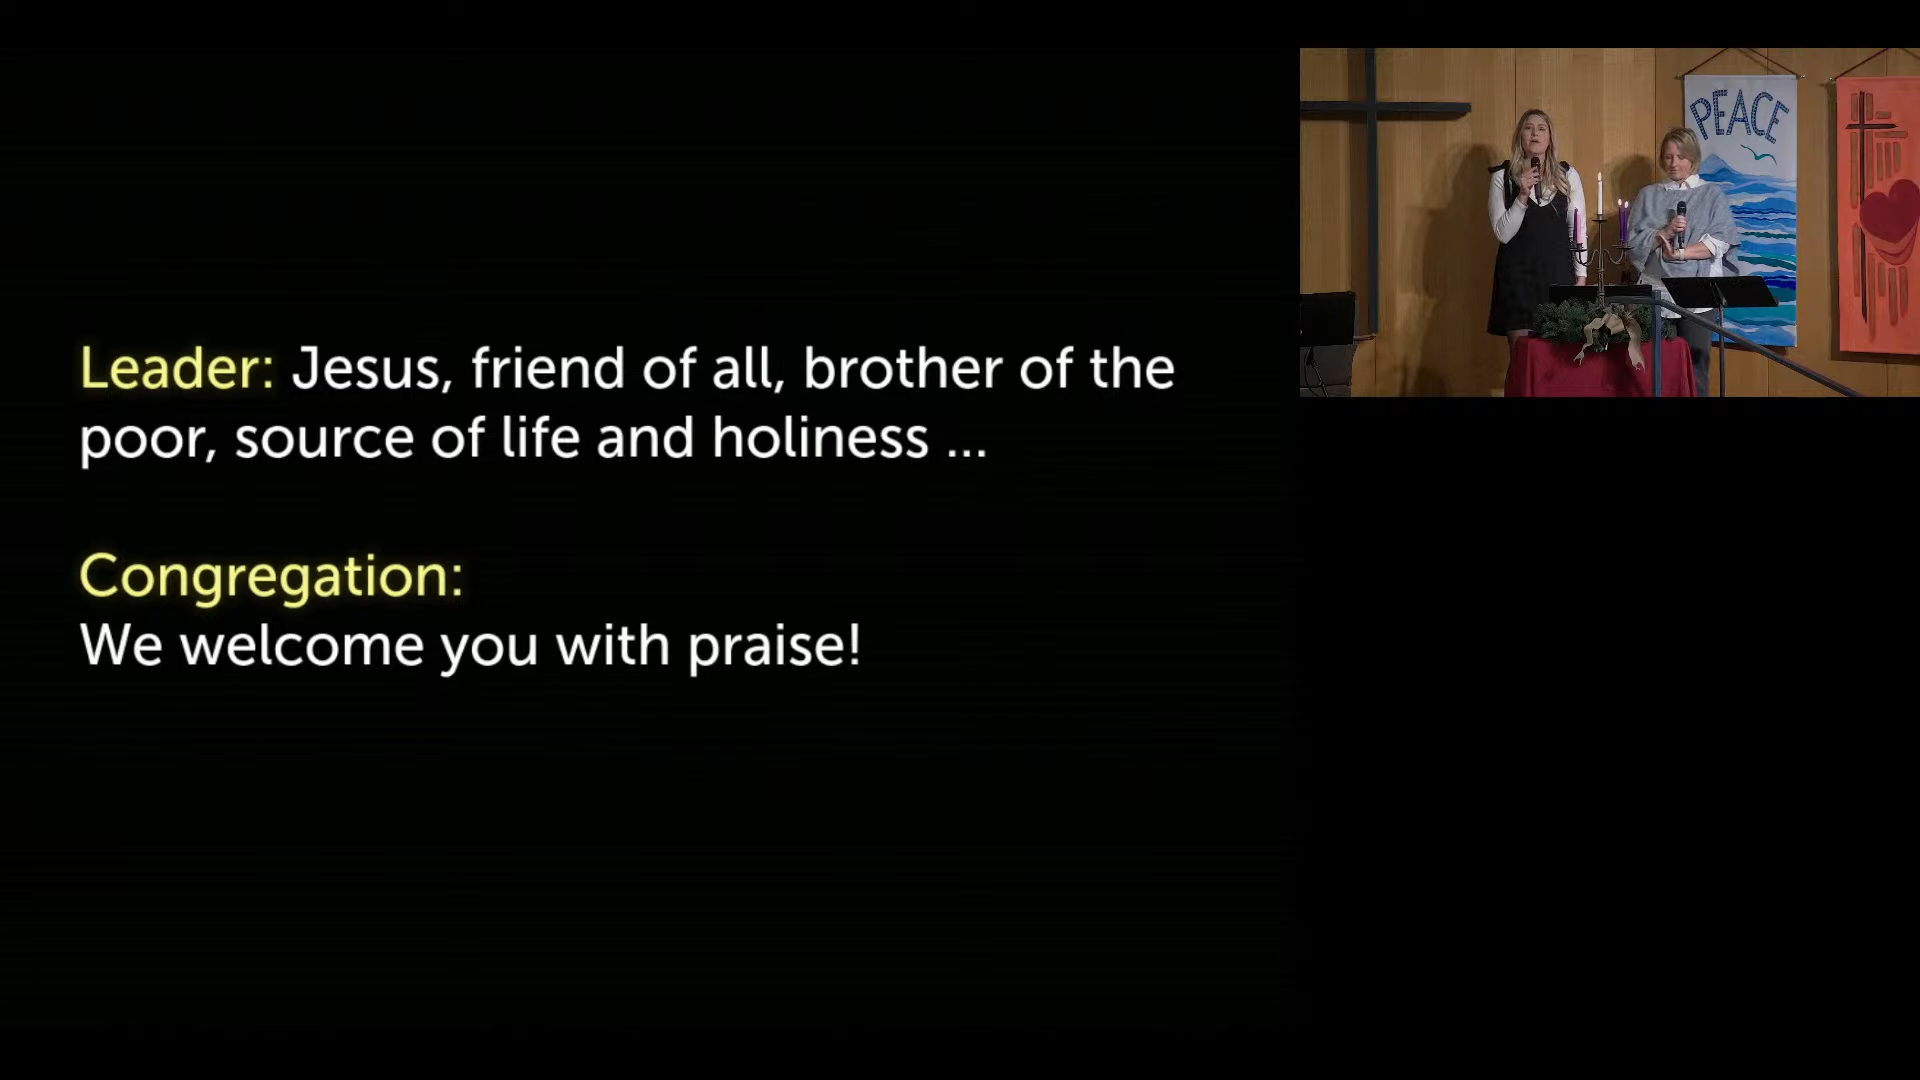 Leader: Jesus, friend of all, brother of the
poor, source of life and holiness ...
Congregation:
We welcome you with praise!
PEACE